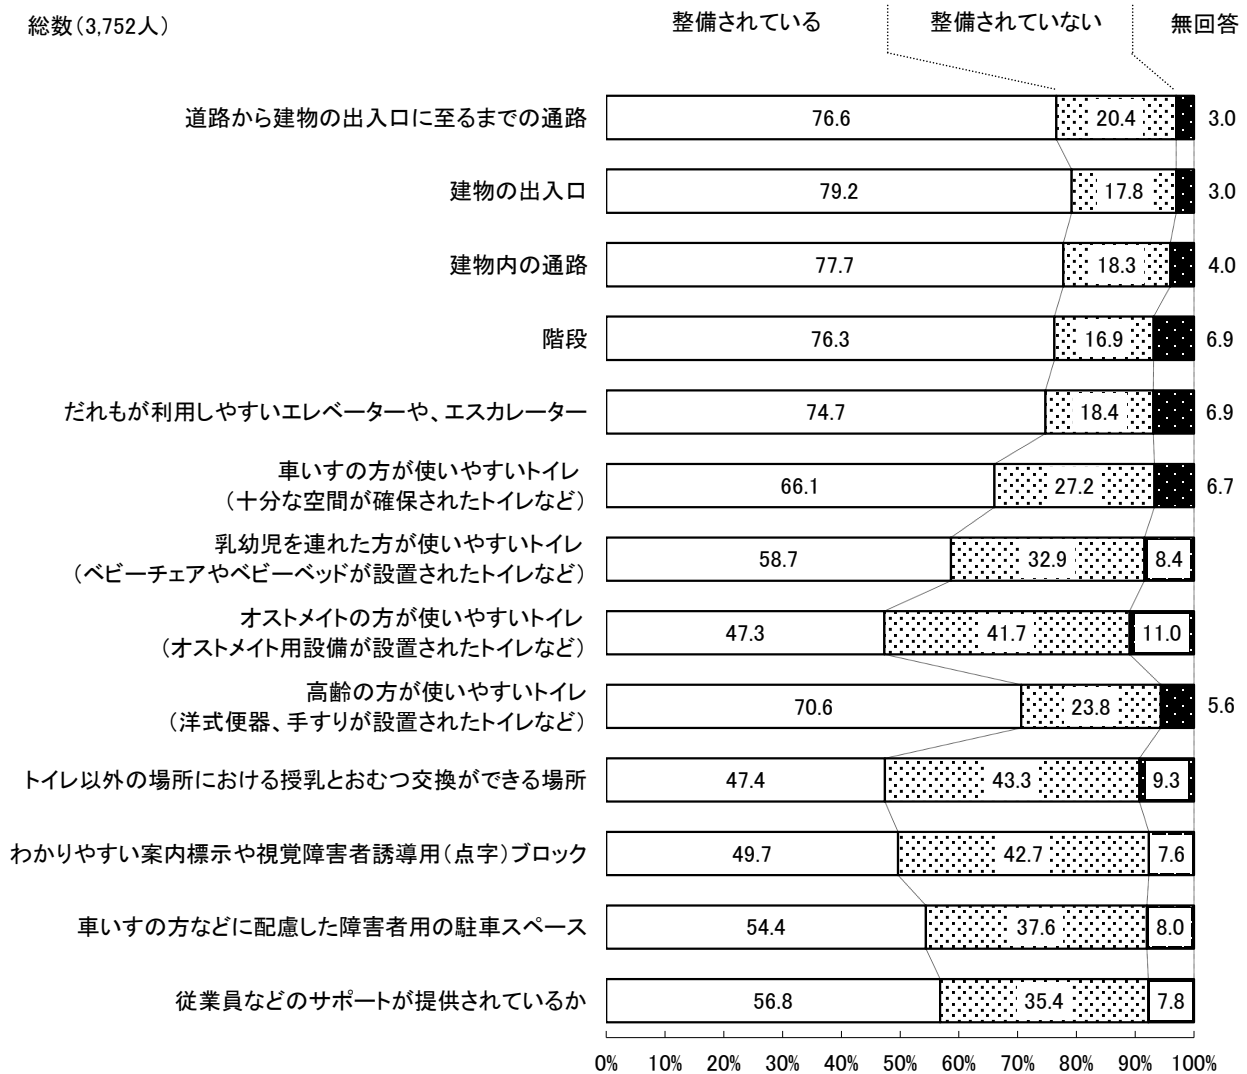 総数(3,752人)
整備されている 整備されていない 無回答
道路から建物の出入口に至るまでの通路 76.6 20.4 3.0
建物の出入口 79.2 17.8 3.0
建物内の通路 77.7 18.3 4.0
階段 76.3 16.9 6.9
だれもが利用しやすいエレベーターや、エスカレーター 74.7 18.4 6.9
車いすの方が使いやすいトイレ
(十分な空間が確保されたトイレなど) 66.1 27.2 6.7
乳幼児を連れた方が使いやすいトイレ
(ベビーチェアやベビーベッドが設置されたトイレなど) 58.7 32.9 8.4
オストメイトの方が使いやすいトイレ
(オストメイト用設備が設置されたトイレなど) 47.3 41.7 11.0
高齢の方が使いやすいトイレ
(洋式便器、手すりが設置されたトイレなど) 70.6 23.8 5.6
トイレ以外の場所における授乳とおむつ交換ができる場所 47.4 43.3 9.3
わかりやすい案内標示や視覚障害者誘導用(点字)ブロック 49.7 42.7 7.6
車いすの方などに配慮した障害者用の駐車スペース 54.4 37.6 8.0
従業員などのサポートが提供されているか 56.8 35.4 7.8
0% 10% 20% 30% 40% 50% 60% 70% 80% 90% 100%